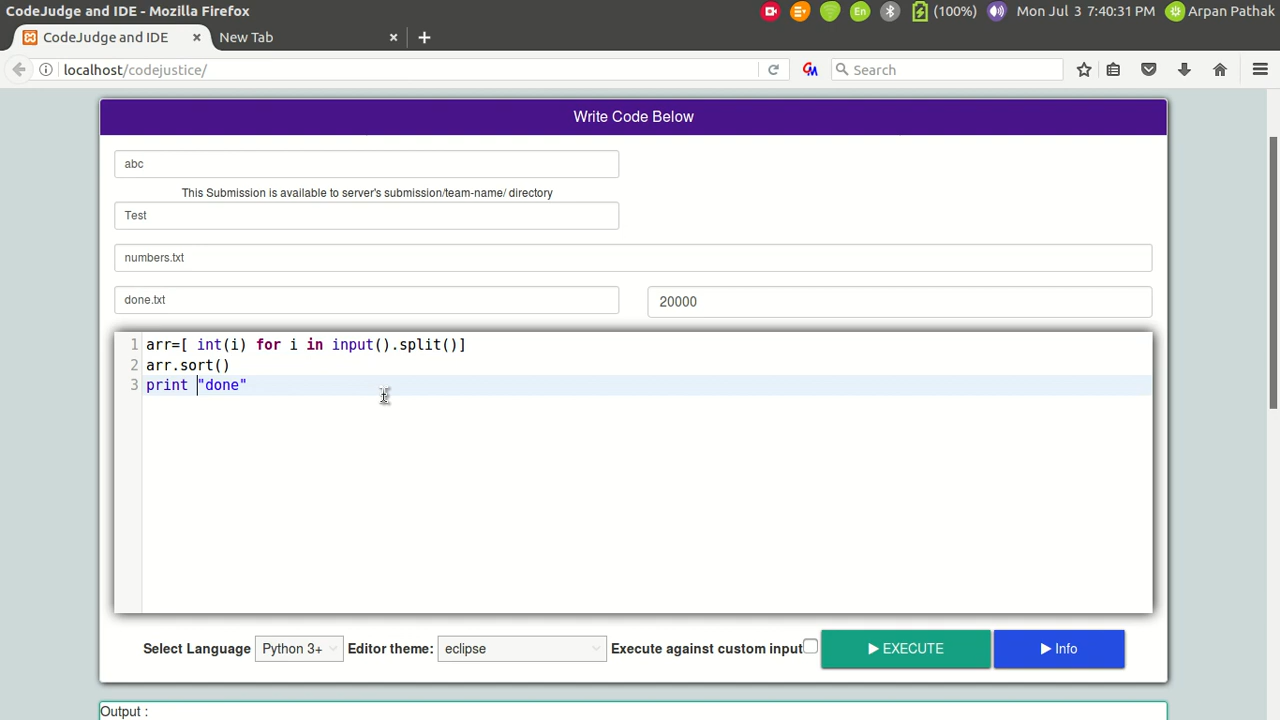 CodeJudge and IDE - Mozilla Firefox En (100%) Mon Jul 3 7:40:31 PM Arpan Pathak
CodeJudge and IDE × New Tab × +
localhost/codejustice/ GM Search
Write Code Below
abc
This Submission is available to server's submission/team-name/ directory
Test
numbers.txt
done.txt 20000
1 arr=[ int(i) for i in input().split()]
2 arr.sort()
3 print "done"
Select Language Python 3+ Editor theme: eclipse Execute against custom input EXECUTE Info
Output :